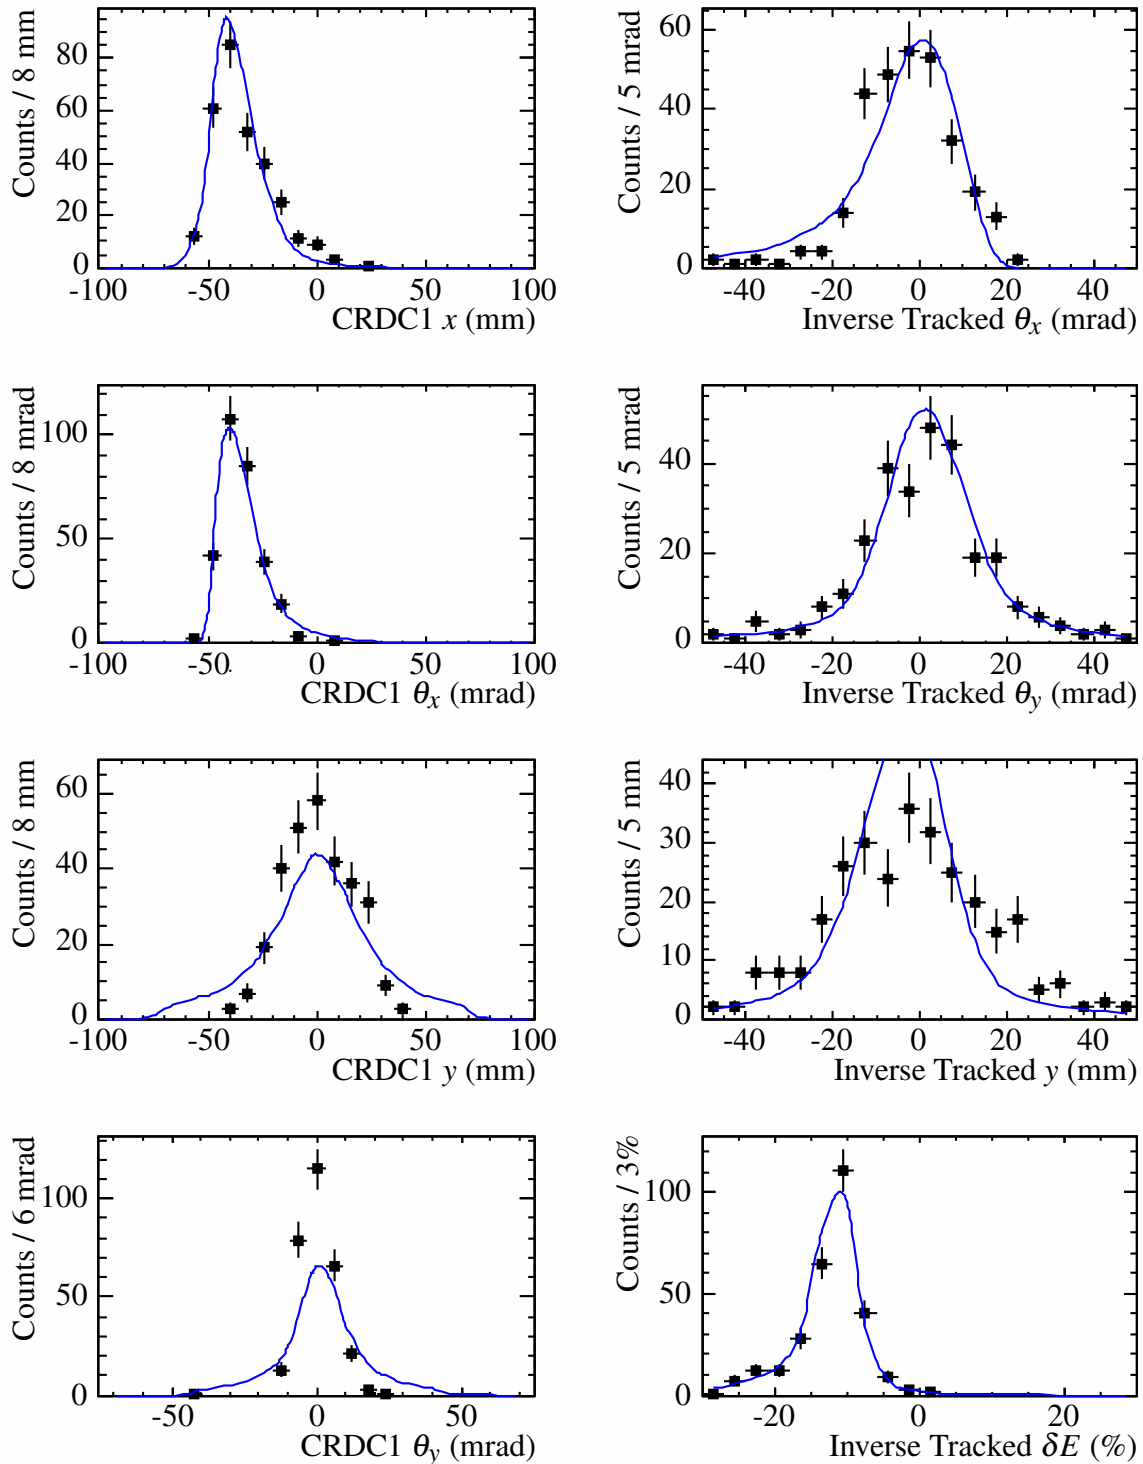 Counts / 8 mm
80
60
40
20
0
-100 -50 0 50 100
CRDC1 x (mm)
Counts / 5 mrad
60
40
20
0
-40 -20 0 20 40
Inverse Tracked θx (mrad)
Counts / 8 mrad
100
50
0
-100 -50 0 50 100
CRDC1 θx (mrad)
Counts / 5 mrad
40
20
0
-40 -20 0 20 40
Inverse Tracked θy (mrad)
Counts / 8 mm
60
40
20
0
-100 -50 0 50 100
CRDC1 y (mm)
Counts / 5 mm
40
30
20
10
0
-40 -20 0 20 40
Inverse Tracked y (mm)
Counts / 6 mrad
100
50
0
-50 0 50
CRDC1 θy (mrad)
Counts / 3%
100
50
0
-20 0 20
Inverse Tracked δE (%)